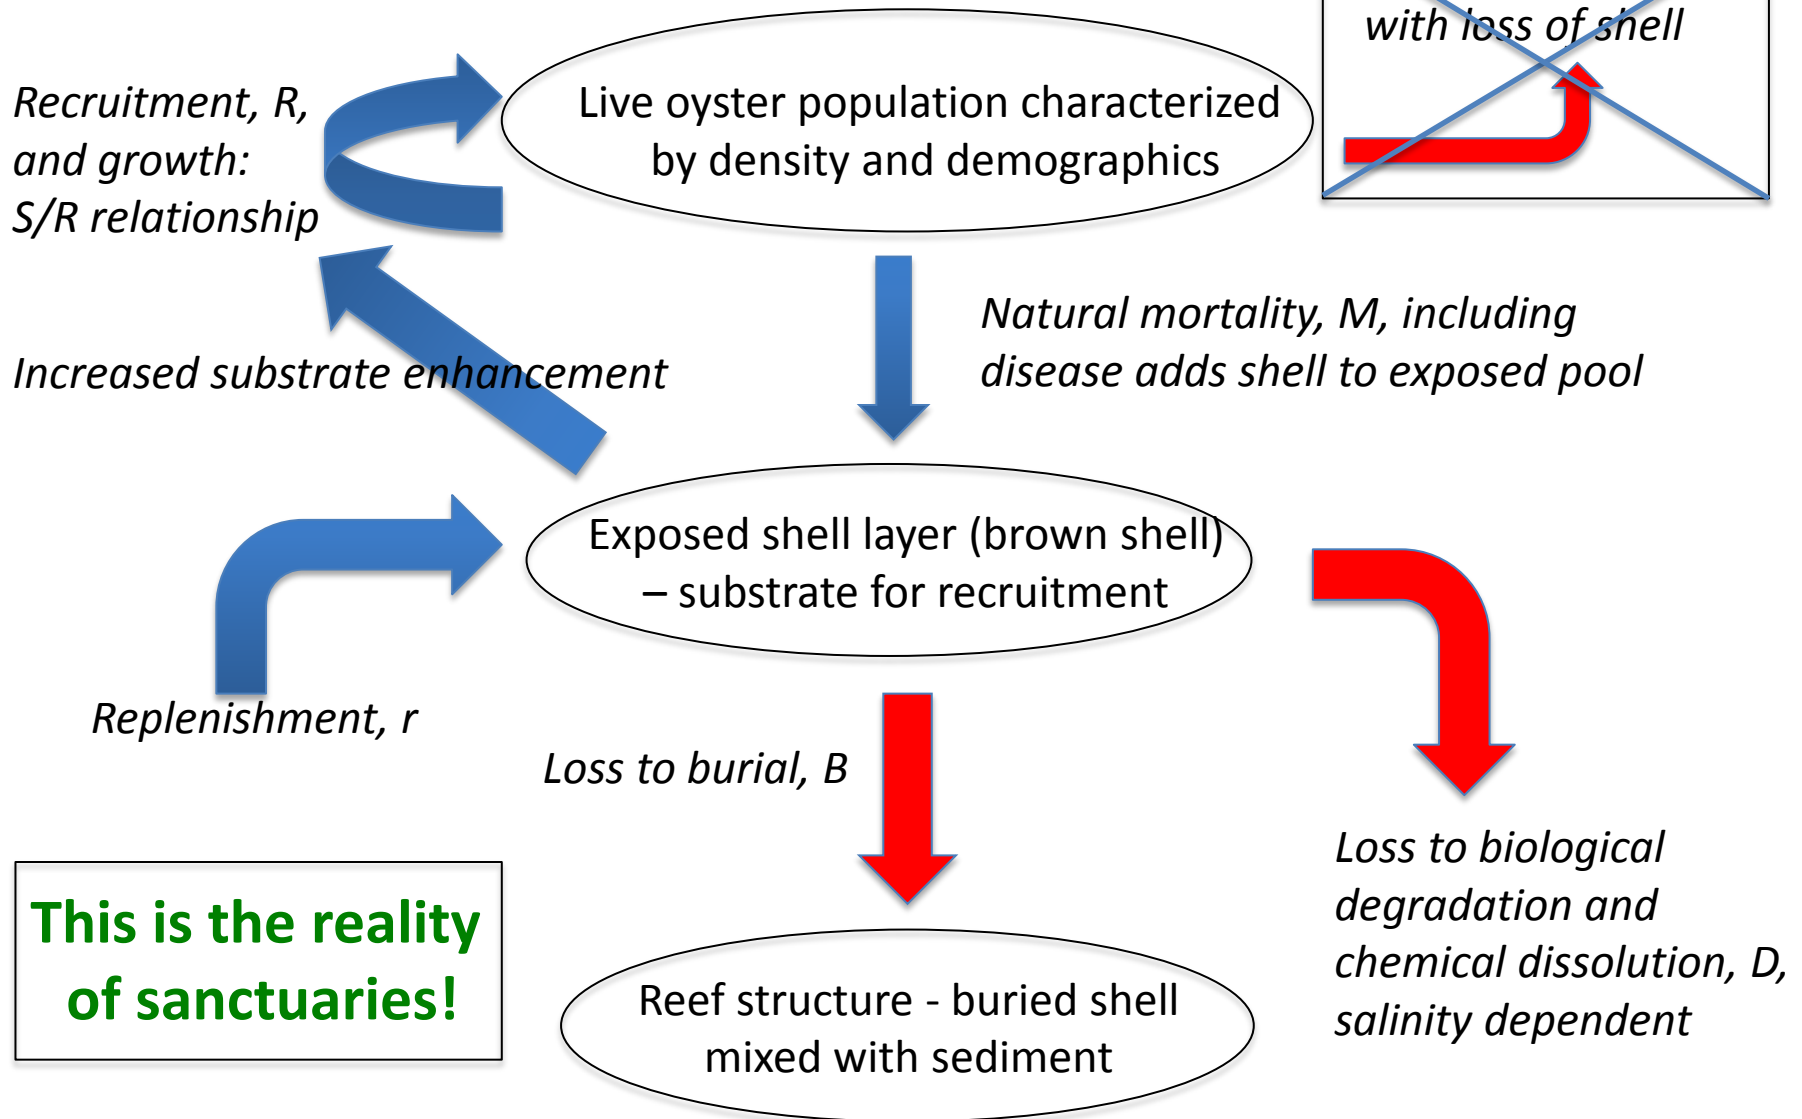 with loss of shell
Recruitment, R,
and growth:
S/R relationship
Live oyster population characterized
by density and demographics
Natural mortality, M, including
disease adds shell to exposed pool
Increased substrate enhancement
Exposed shell layer (brown shell)
– substrate for recruitment
Replenishment, r
Loss to burial, B
Loss to biological
degradation and
chemical dissolution, D,
salinity dependent
This is the reality
of sanctuaries!
Reef structure - buried shell
mixed with sediment